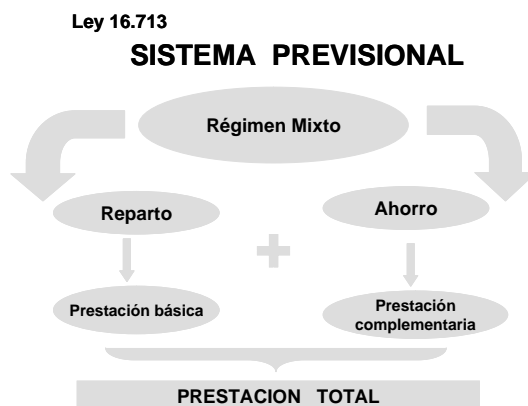 Ley 16.713
SISTEMA PREVISIONAL
Régimen Mixto
Reparto
Ahorro
Prestación básica
Prestación
complementaria
PRESTACION TOTAL